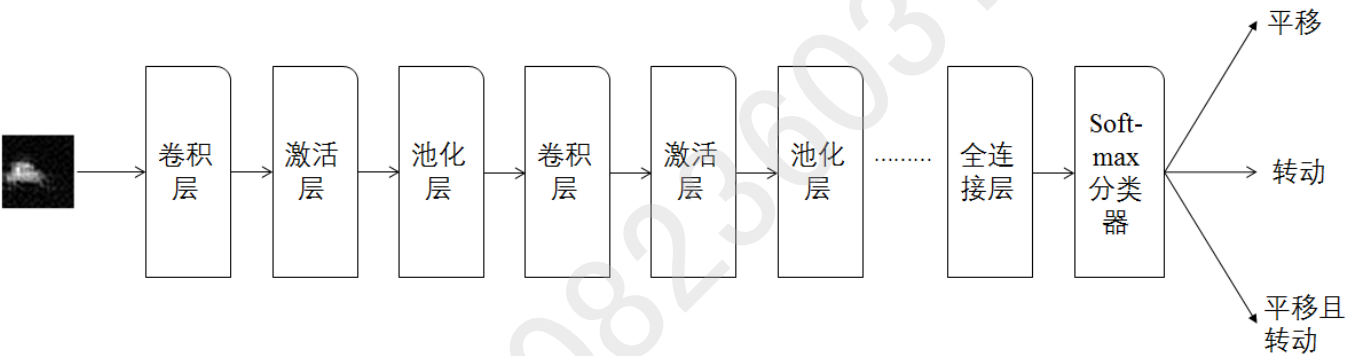 平移
卷积
层
激活
层
池化
层
卷积
层
激活
层
池化
层
………
全连
接层
Soft-
max
分类
器
转动
平移且
转动